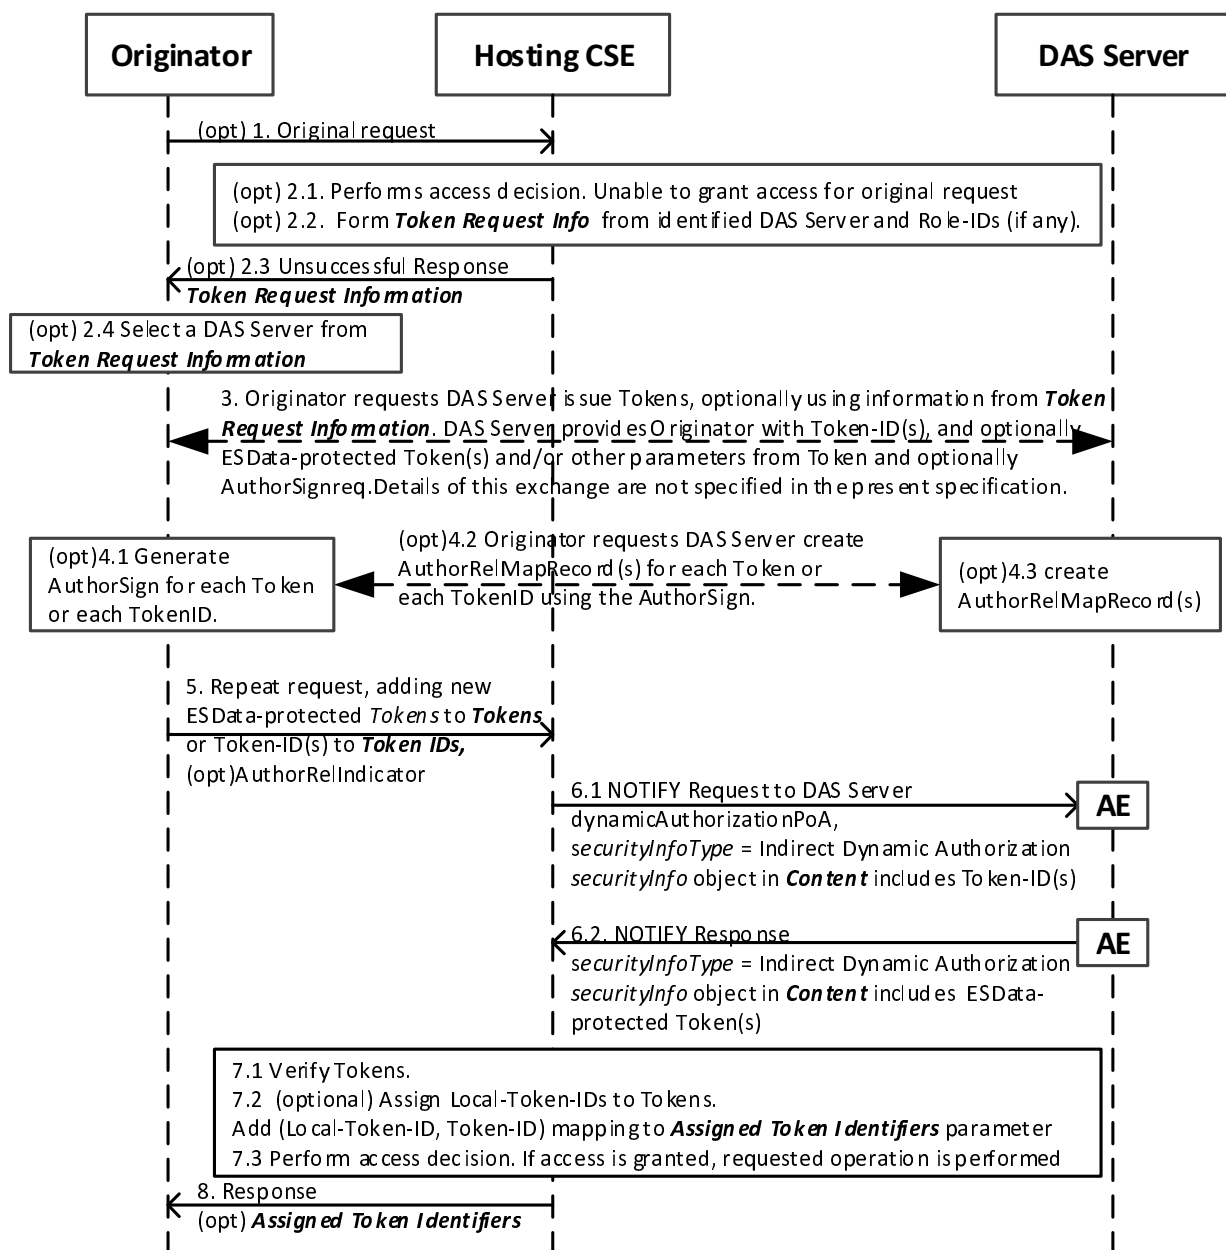 Originator
Hosting CSE
DAS Server
(opt) 1. Original request
(opt) 2.1. Performs access decision. Unable to grant access for original request
(opt) 2.2. Form Token Request Info from identified DAS Server and Role-IDs (if any).
(opt) 2.3 Unsuccessful Response
Token Request Information
(opt) 2.4 Select a DAS Server from
Token Request Information
3. Originator requests DAS Server issue Tokens, optionally using information from Token
Request Information. DAS Server provides Originator with Token-ID(s), and optionally
ESData-protected Token(s) and/or other parameters from Token and optionally
AuthorSignreq.Details of this exchange are not specified in the present specification.
(opt)4.1 Generate
AuthorSign for each Token
or each TokenID.
(opt)4.2 Originator requests DAS Server create
AuthorRelMapRecord(s) for each Token or
each TokenID using the AuthorSign.
(opt)4.3 create
AuthorRelMapRecord(s)
5. Repeat request, adding new
ESData-protected Tokens to Tokens
or Token-ID(s) to Token IDs,
(opt)AuthorRelIndicator
6.1 NOTIFY Request to DAS Server
dynamicAuthorizationPoA,
securityInfoType = Indirect Dynamic Authorization
securityInfo object in Content includes Token-ID(s)
AE
6.2. NOTIFY Response
securityInfoType = Indirect Dynamic Authorization
securityInfo object in Content includes ESData-
protected Token(s)
AE
7.1 Verify Tokens.
7.2 (optional) Assign Local-Token-IDs to Tokens.
Add (Local-Token-ID, Token-ID) mapping to Assigned Token Identifiers parameter
7.3 Perform access decision. If access is granted, requested operation is performed
8. Response
(opt) Assigned Token Identifiers